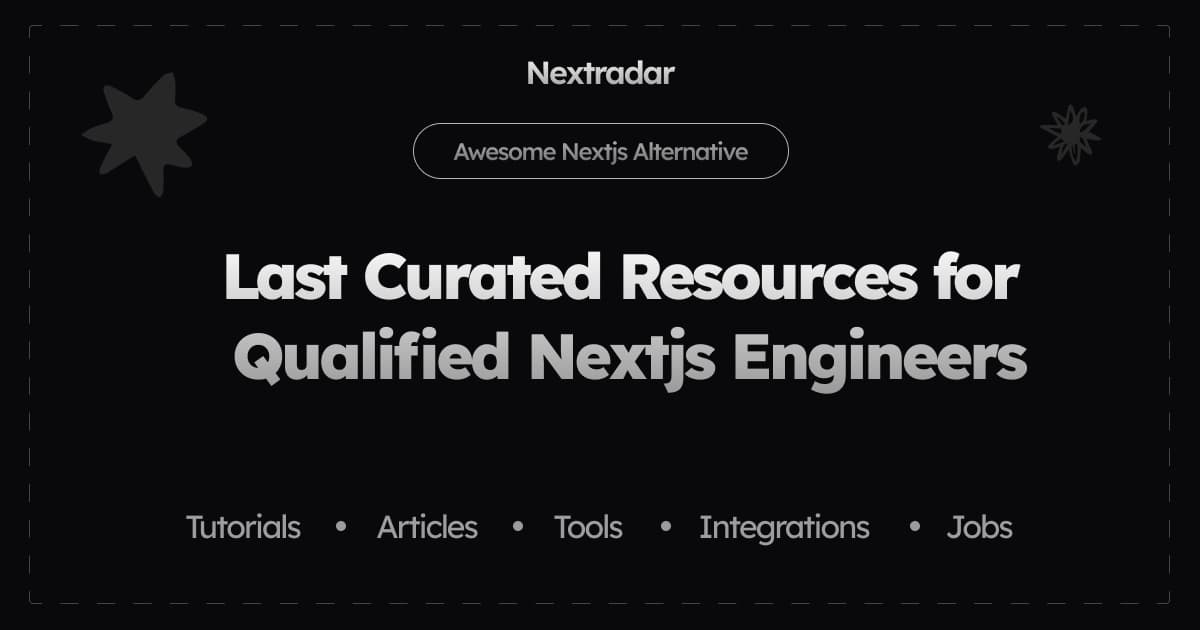 Nextradar
Awesome Nextjs Alternative
Last Curated Resources for
Qualified Nextjs Engineers
Tutorials • Articles • Tools • Integrations • Jobs